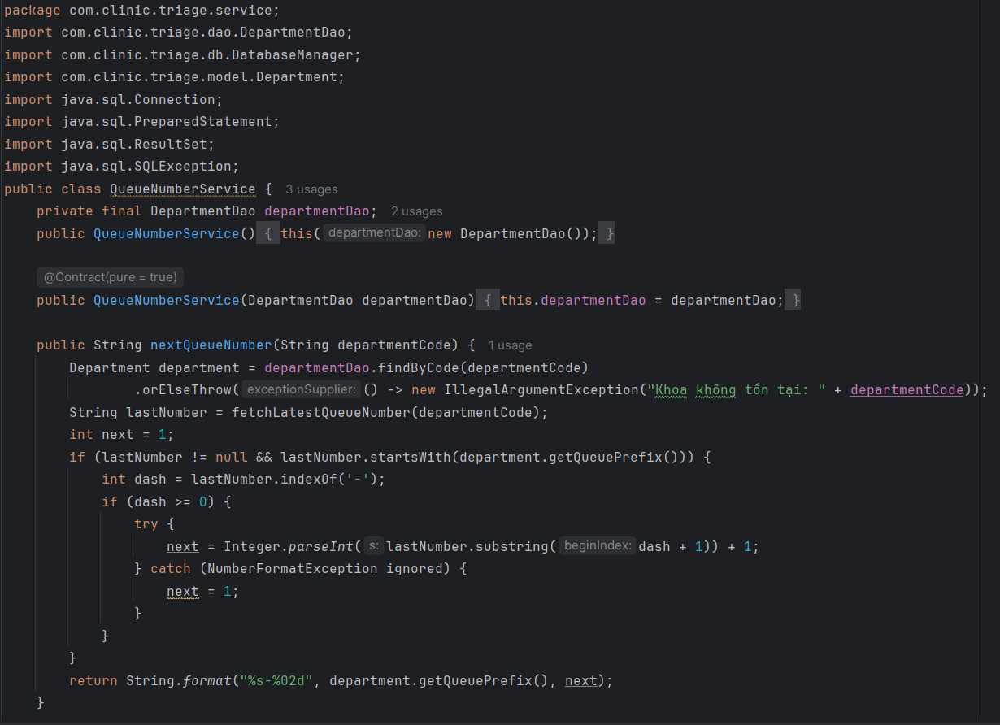 package com.clinic.triage.service;
import com.clinic.triage.dao.DepartmentDao;
import com.clinic.triage.db.DatabaseManager;
import com.clinic.triage.model.Department;
import java.sql.Connection;
import java.sql.PreparedStatement;
import java.sql.ResultSet;
import java.sql.SQLException;
public class QueueNumberService { 3 usages
    private final DepartmentDao departmentDao; 2 usages
    public QueueNumberService() { this( departmentDao: new DepartmentDao()); }
    @Contract(pure = true)
    public QueueNumberService(DepartmentDao departmentDao) { this.departmentDao = departmentDao; }
    public String nextQueueNumber(String departmentCode) { 1 usage
        Department department = departmentDao.findByCode(departmentCode)
                .orElseThrow( exceptionSupplier: () -> new IllegalArgumentException("Khoa không tồn tại: " + departmentCode));
        String lastNumber = fetchLatestQueueNumber(departmentCode);
        int next = 1;
        if (lastNumber != null && lastNumber.startsWith(department.getQueuePrefix())) {
            int dash = lastNumber.indexOf('-');
            if (dash >= 0) {
                try {
                    next = Integer.parseInt( s: lastNumber.substring( beginIndex: dash + 1)) + 1;
                } catch (NumberFormatException ignored) {
                    next = 1;
                }
            }
        }
        return String.format("%s-%02d", department.getQueuePrefix(), next);
    }